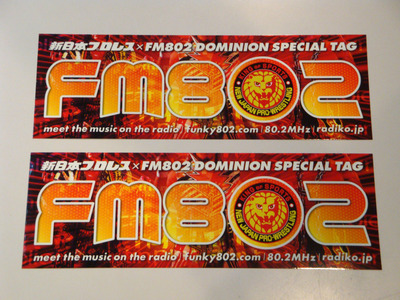 新日本プロレス×FM802 DOMINION SPECIAL TAG
FM802
KING OF SPORTS
NEW JAPAN PRO-WRESTLING
meet the music on the radio | funky802.com | 80.2MHz | radiko.jp
新日本プロレス×FM802 DOMINION SPECIAL TAG
FM802
KING OF SPORTS
NEW JAPAN PRO-WRESTLING
meet the music on the radio | funky802.com | 80.2MHz | radiko.jp